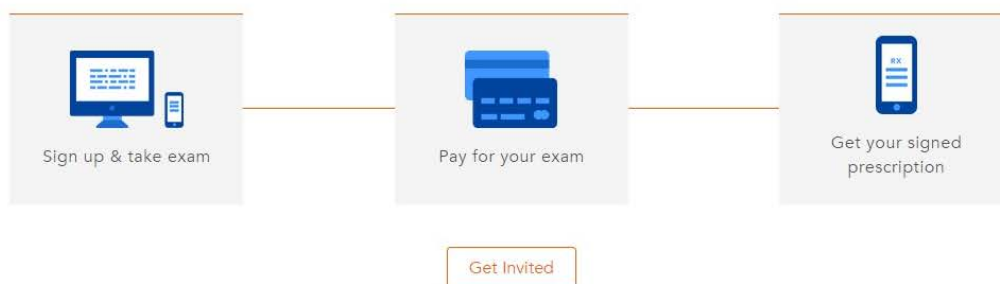 Sign up & take exam
Pay for your exam
RX
Get your signed
prescription
Get Invited